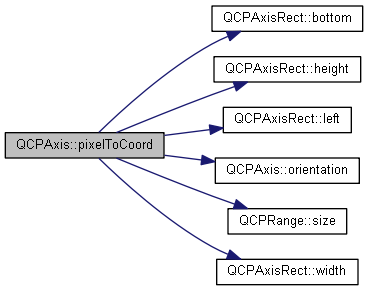 QCPAxisRect::bottom
QCPAxisRect::height
QCPAxisRect::left
QCPAxis::pixelToCoord
QCPAxis::orientation
QCPRange::size
QCPAxisRect::width